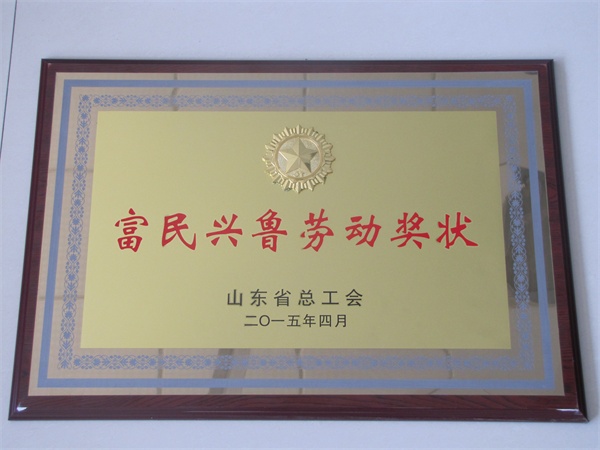 富民兴鲁劳动奖状
山东省总工会
二〇一五年四月